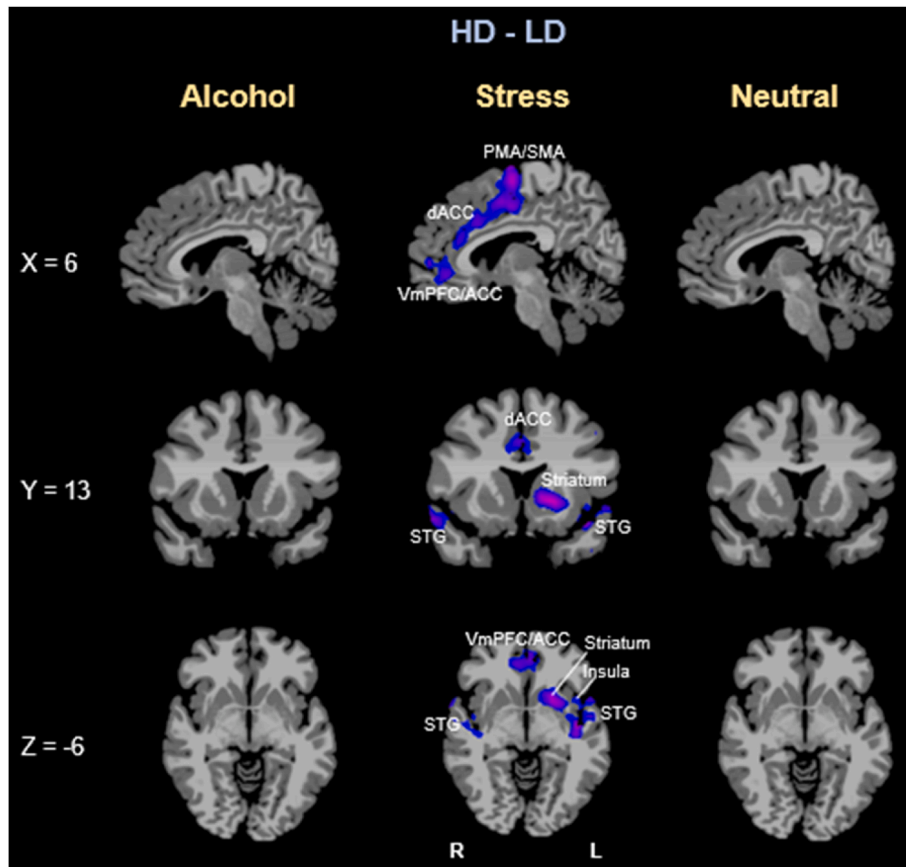 HD - LD
Alcohol
Stress
Neutral
PMA/SMA
dACC
X = 6
VmPFC/ACC
dACC
Striatum
Y = 13
STG
STG
VmPFC/ACC
Striatum
Insula
STG
STG
Z = -6
R
L